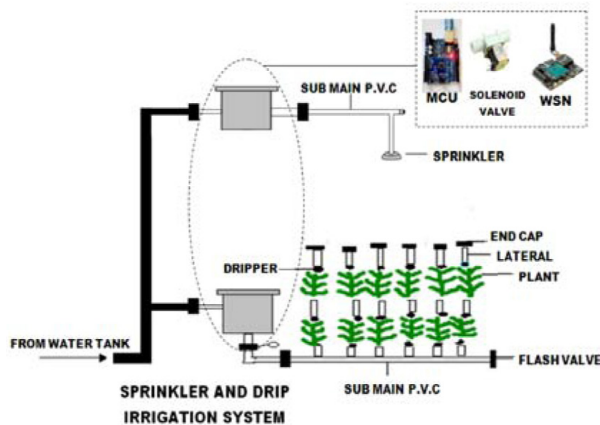 SUB MAIN P.V.C
MCU
SOLENOID
VALVE
WSN
SPRINKLER
END CAP
LATERAL
PLANT
DRIPPER
FROM WATER TANK
FLASH VALVE
SUB MAIN P.V.C
SPRINKLER AND DRIP
IRRIGATION SYSTEM